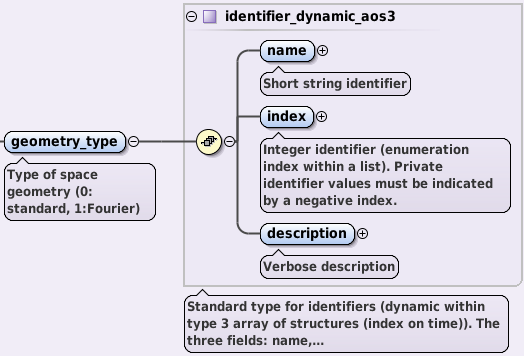 identifier_dynamic_aos3
name
Short string identifier
index
Integer identifier (enumeration
index within a list). Private
identifier values must be indicated
by a negative index.
description
Verbose description
geometry_type
Type of space
geometry (0:
standard, 1:Fourier)
Standard type for identifiers (dynamic within
type 3 array of structures (index on time)). The
three fields: name,...